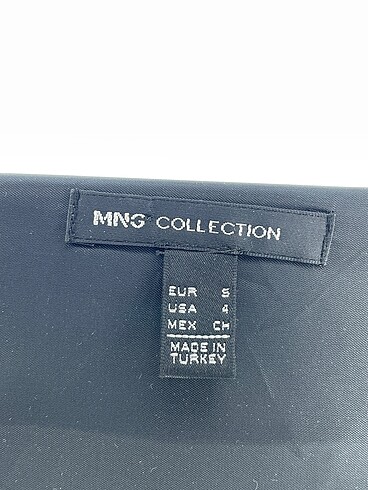 MNG COLLECTION
EUR S
USA 4
MEX CH
MADE IN
TURKEY